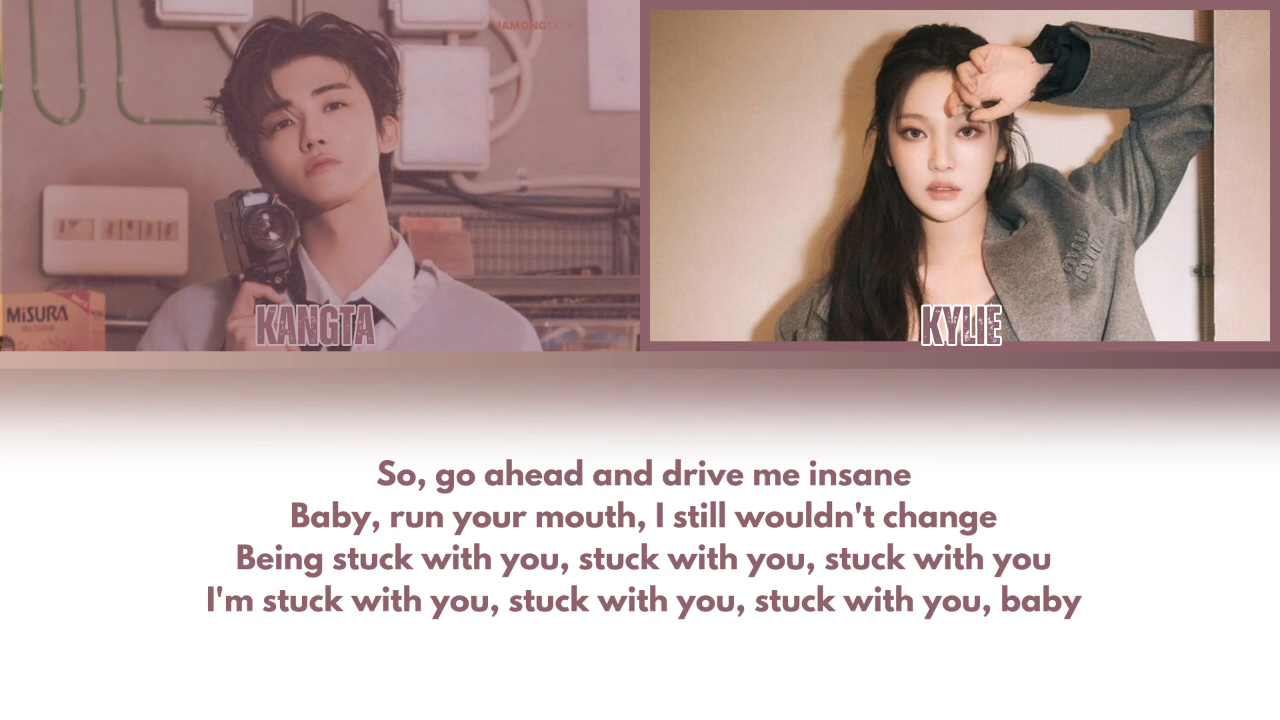 MiSURA
KANGTA
KYLIE
So, go ahead and drive me insane
Baby, run your mouth, I still wouldn't change
Being stuck with you, stuck with you, stuck with you
I'm stuck with you, stuck with you, stuck with you, baby